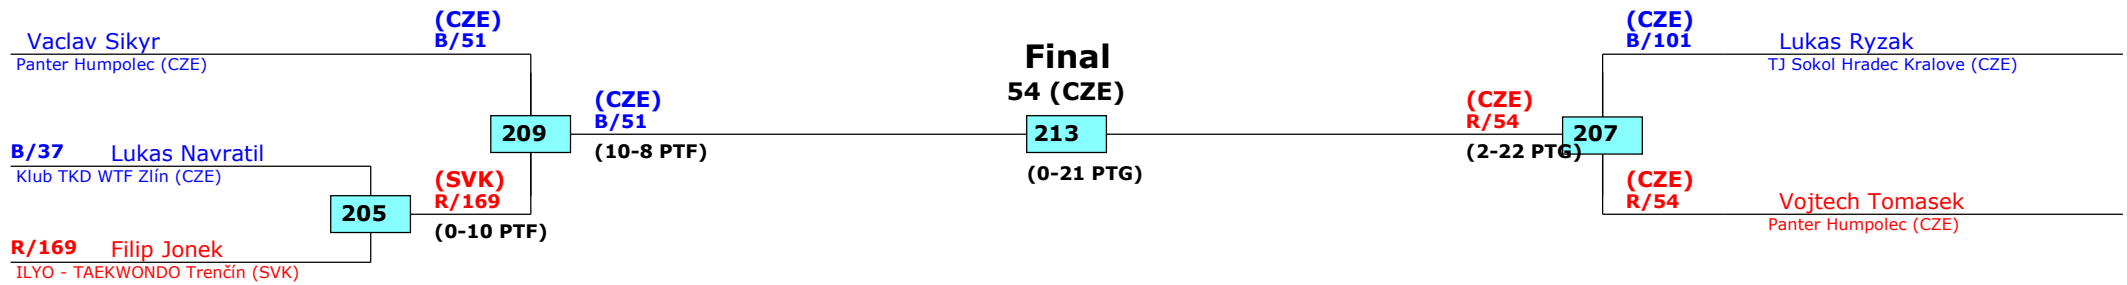 (CZE)
B/51
Vaclav Sikyr
Panter Humpolec (CZE)
B/37 Lukas Navratil
Klub TKD WTF Zlín (CZE)
R/169 Filip Jonek
ILYO - TAEKWONDO Trenčín (SVK)
205
(SVK)
R/169
(0-10 PTF)
209
(CZE)
B/51
(10-8 PTF)
Final
54 (CZE)
213
(0-21 PTG)
(CZE)
R/54
(2-22 PTG)
207
(CZE)
B/101
Lukas Ryzak
TJ Sokol Hradec Kralove (CZE)
(CZE)
R/54
Vojtech Tomasek
Panter Humpolec (CZE)